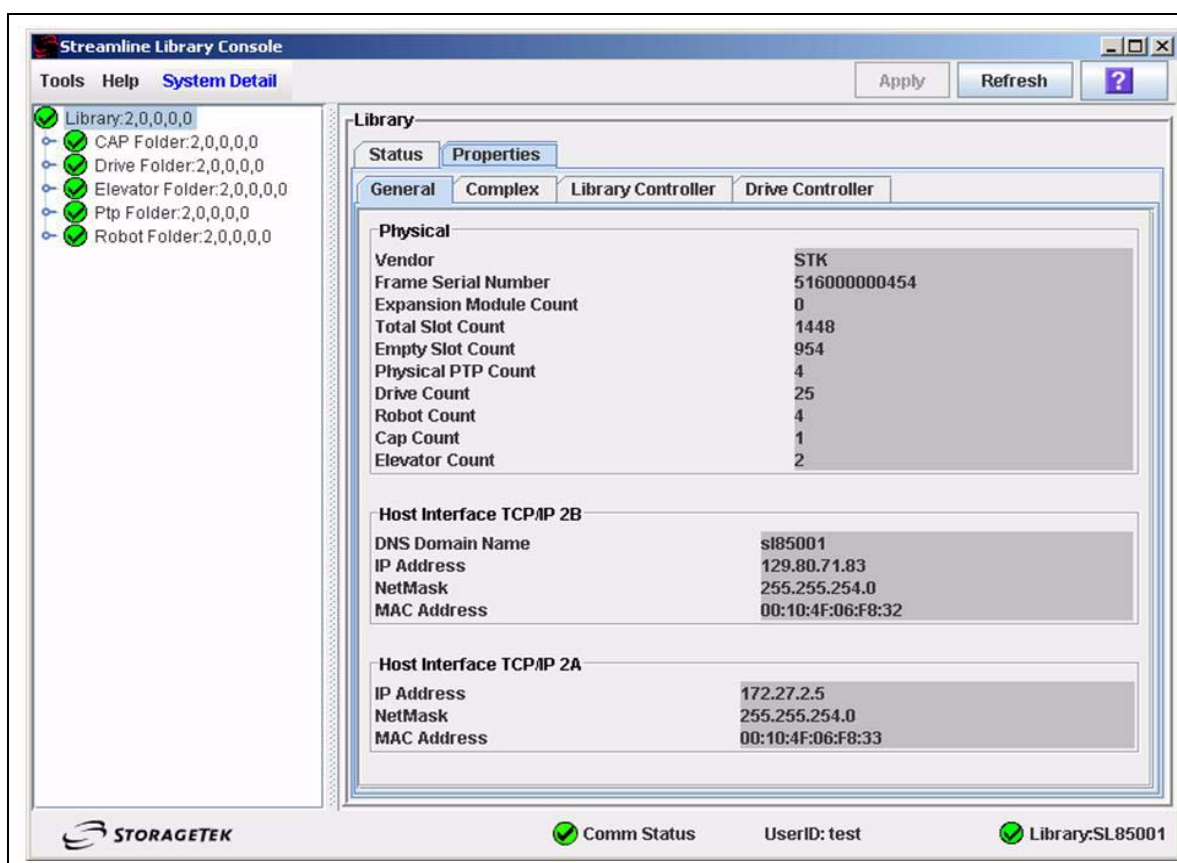 Streamline Library Console
Tools Help System Detail Apply Refresh ?
Library:2,0,0,0,0
CAP Folder:2,0,0,0,0
Drive Folder:2,0,0,0,0
Elevator Folder:2,0,0,0,0
Ptp Folder:2,0,0,0,0
Robot Folder:2,0,0,0,0
Library
Status Properties
General Complex Library Controller Drive Controller
Physical
Vendor STK
Frame Serial Number 516000000454
Expansion Module Count 0
Total Slot Count 1448
Empty Slot Count 954
Physical PTP Count 4
Drive Count 25
Robot Count 4
Cap Count 1
Elevator Count 2
Host Interface TCP/IP 2B
DNS Domain Name sl85001
IP Address 129.80.71.83
NetMask 255.255.254.0
MAC Address 00:10:4F:06:F8:32
Host Interface TCP/IP 2A
IP Address 172.27.2.5
NetMask 255.255.254.0
MAC Address 00:10:4F:06:F8:33
STORAGETEK Comm Status UserID: test Library:SL85001